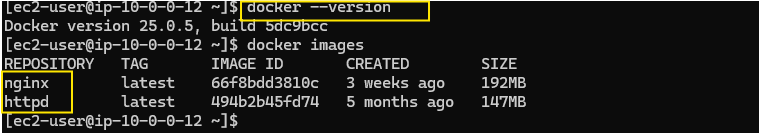 [ec2-user@ip-10-0-0-12 ~]$ docker --version
Docker version 25.0.5, build 5dc9bcc
[ec2-user@ip-10-0-0-12 ~]$ docker images
REPOSITORY   TAG       IMAGE ID       CREATED        SIZE
nginx        latest    66f8bdd3810c   3 weeks ago    192MB
httpd        latest    494b2b45fd74   5 months ago   147MB
[ec2-user@ip-10-0-0-12 ~]$